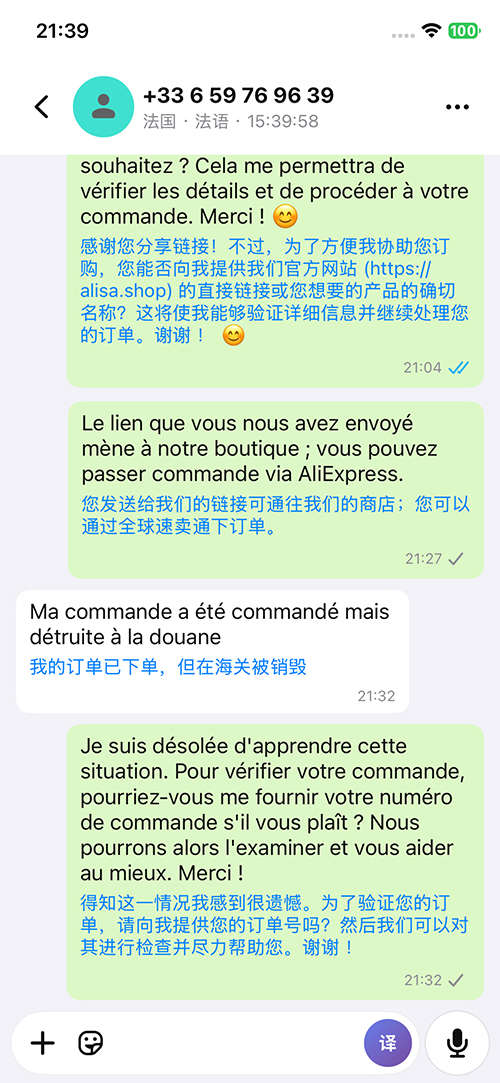 21:39
100
+33 6 59 76 96 39
法国 · 法语 · 15:39:58
souhaitez ? Cela me permettra de
vérifier les détails et de procéder à votre
commande. Merci ! 😊
感谢您分享链接！不过，为了方便我协助您订
购，您能否向我提供我们官方网站 (https://
alisa.shop) 的直接链接或您想要的产品的确切
名称？这将使我能够验证详细信息并继续处理您
的订单。谢谢 ！ 😊
21:04
Le lien que vous nous avez envoyé
mène à notre boutique ; vous pouvez
passer commande via AliExpress.
您发送给我们的链接可通往我们的商店；您可以
通过全球速卖通下订单。
21:27
Ma commande a été commandé mais
détruite à la douane
我的订单已下单，但在海关被销毁
21:32
Je suis désolée d'apprendre cette
situation. Pour vérifier votre commande,
pourriez-vous me fournir votre numéro
de commande s'il vous plaît ? Nous
pourrons alors l'examiner et vous aider
au mieux. Merci !
得知这一情况我感到很遗憾。为了验证您的订
单，请向我提供您的订单号吗？然后我们可以对
其进行检查并尽力帮助您。谢谢 ！
21:32
译